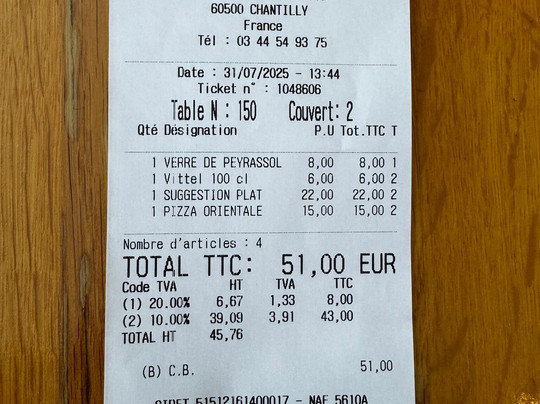 60500 CHANTILLY
France
Tél : 03 44 54 93 75
Date : 31/07/2025 - 13:44
Ticket n° : 1048606
Table N : 150 Couvert: 2
Qté Désignation P.U Tot.TTC T
1 VERRE DE PEYRASSOL 8,00 8,00 1
1 Vittel 100 cl 6,00 6,00 2
1 SUGGESTION PLAT 22,00 22,00 2
1 PIZZA ORIENTALE 15,00 15,00 2
Nombre d'articles : 4
TOTAL TTC: 51,00 EUR
Code TVA HT TVA TTC
(1) 20.00% 6,67 1,33 8,00
(2) 10.00% 39,09 3,91 43,00
TOTAL HT 45,76
(B) C.B. 51,00
SIRET 51512161400017 - NAF 5610A